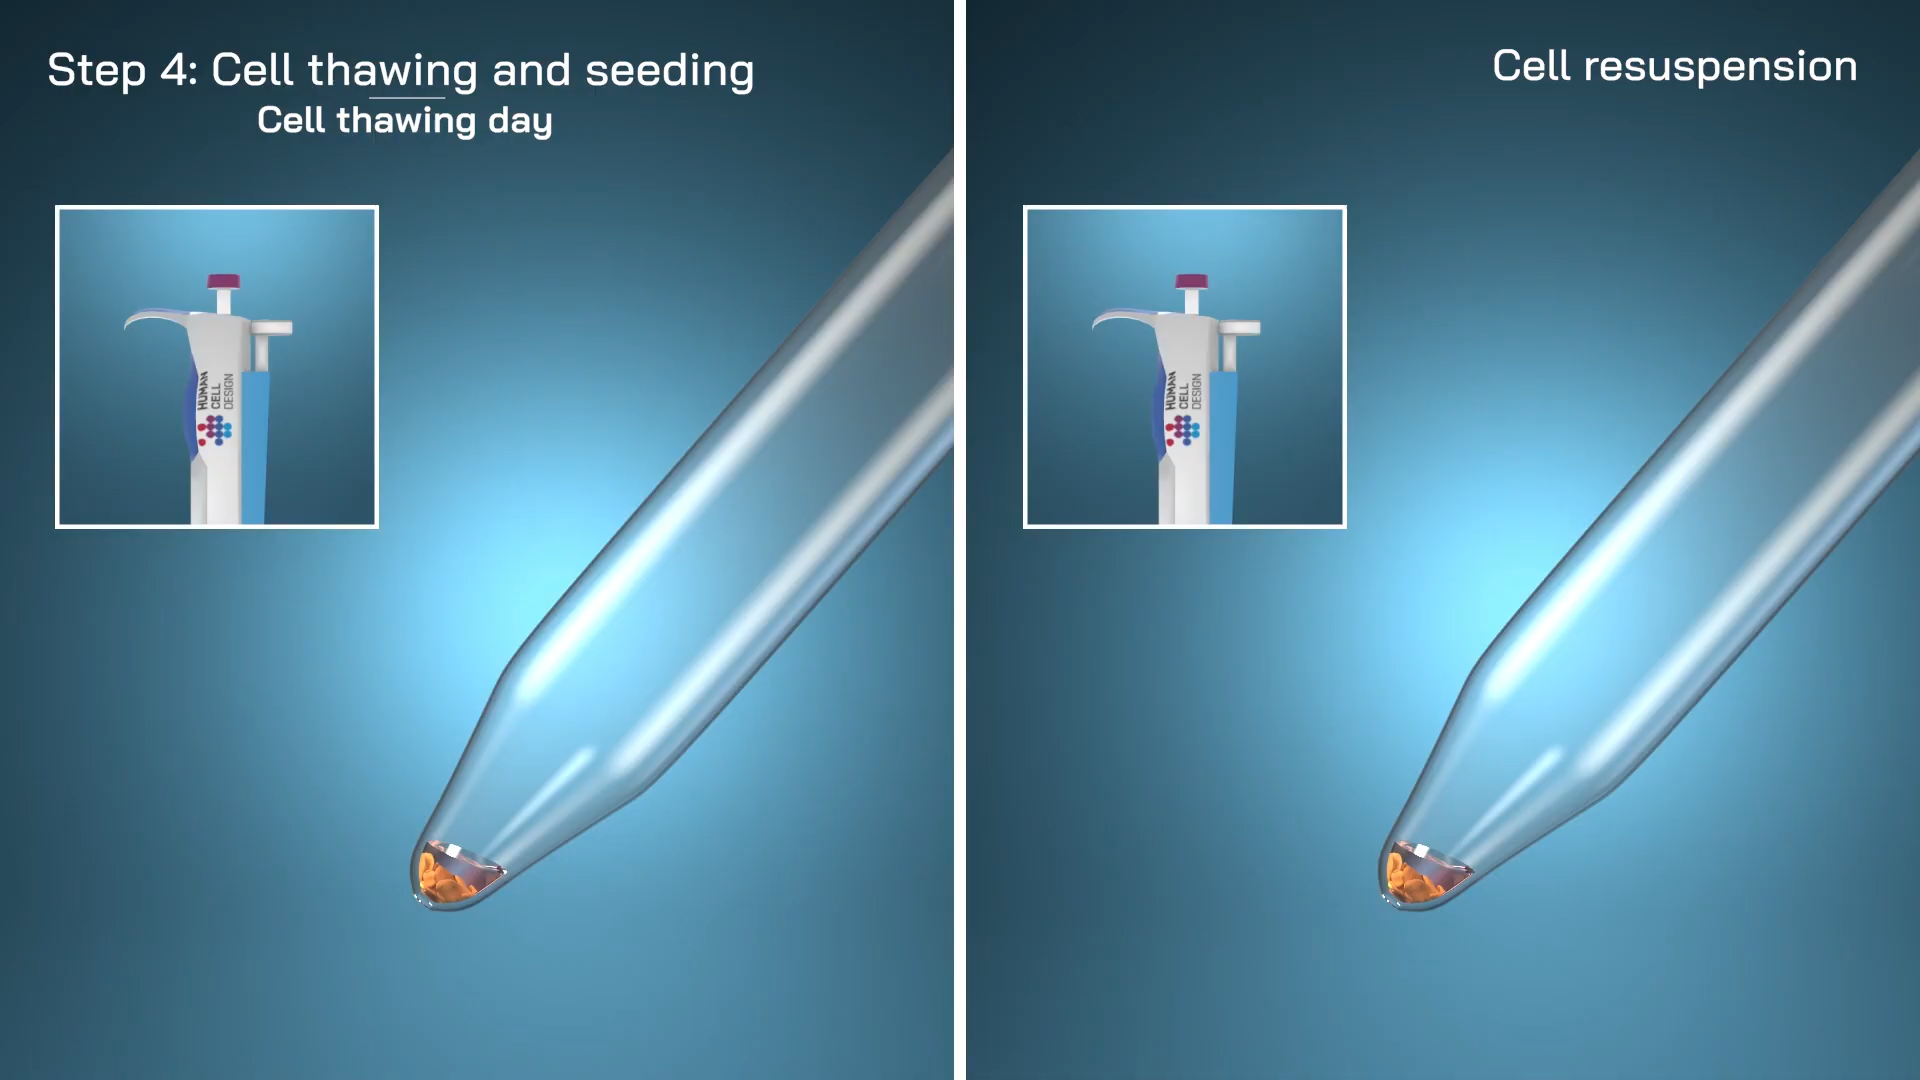 Step 4: Cell thawing and seeding
Cell thawing day
HUMAN
CELL
DESIGN
Cell resuspension
HUMAN
CELL
DESIGN